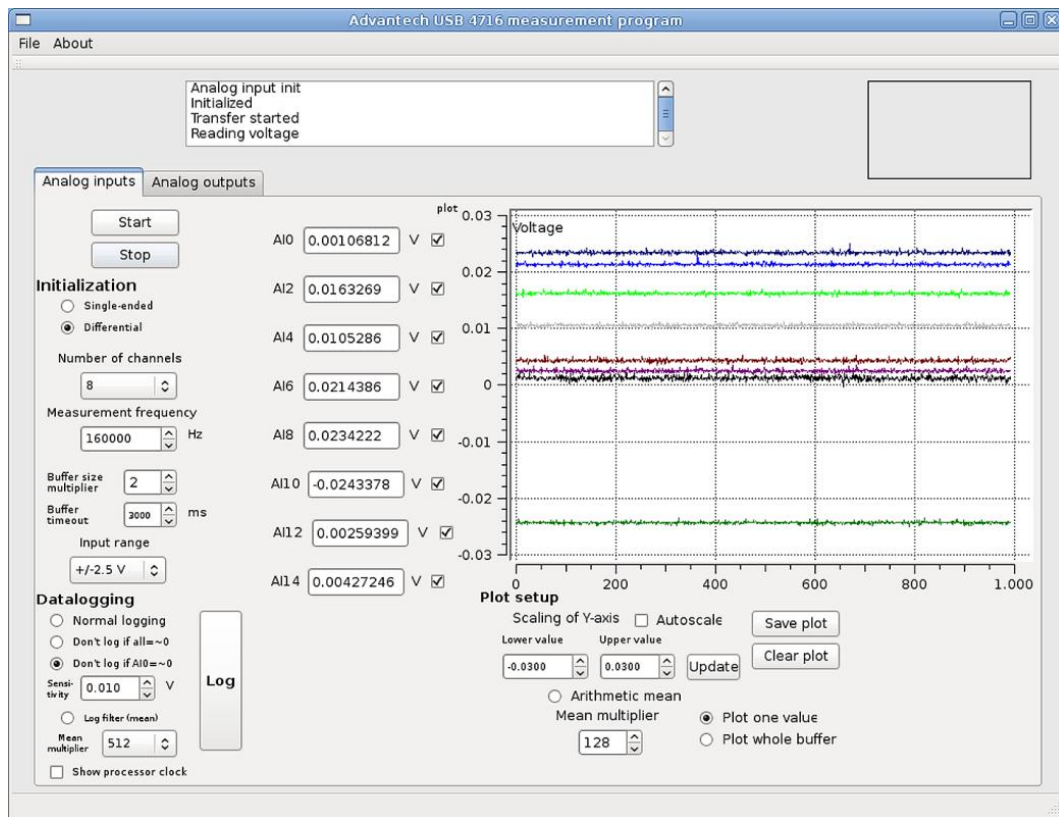 Advantech USB 4716 measurement program
File About
Analog input init
Initialized
Transfer started
Reading voltage
Analog inputs Analog outputs
Start
Stop
Initialization
Single-ended
Differential
Number of channels
8
Measurement frequency
160000 Hz
Buffer size
multiplier 2
Buffer
timeout 3000 ms
Input range
+/-2.5 V
Datalogging
Normal logging
Don't log if all=~0
Don't log if AI0=~0
Sensi-
tivity 0.010 V
Log filter (mean)
Mean
multiplier 512
Show processor clock
Log
plot
AI0 0.00106812 V
AI2 0.0163269 V
AI4 0.0105286 V
AI6 0.0214386 V
AI8 0.0234222 V
AI10 -0.0243378 V
AI12 0.00259399 V
AI14 0.00427246 V
Voltage
0.03
0.02
0.01
0
-0.01
-0.02
-0.03
0 200 400 600 800 1.000
Plot setup
Scaling of Y-axis Autoscale
Lower value Upper value
-0.0300 0.0300 Update
Save plot
Clear plot
Arithmetic mean
Mean multiplier
128
Plot one value
Plot whole buffer